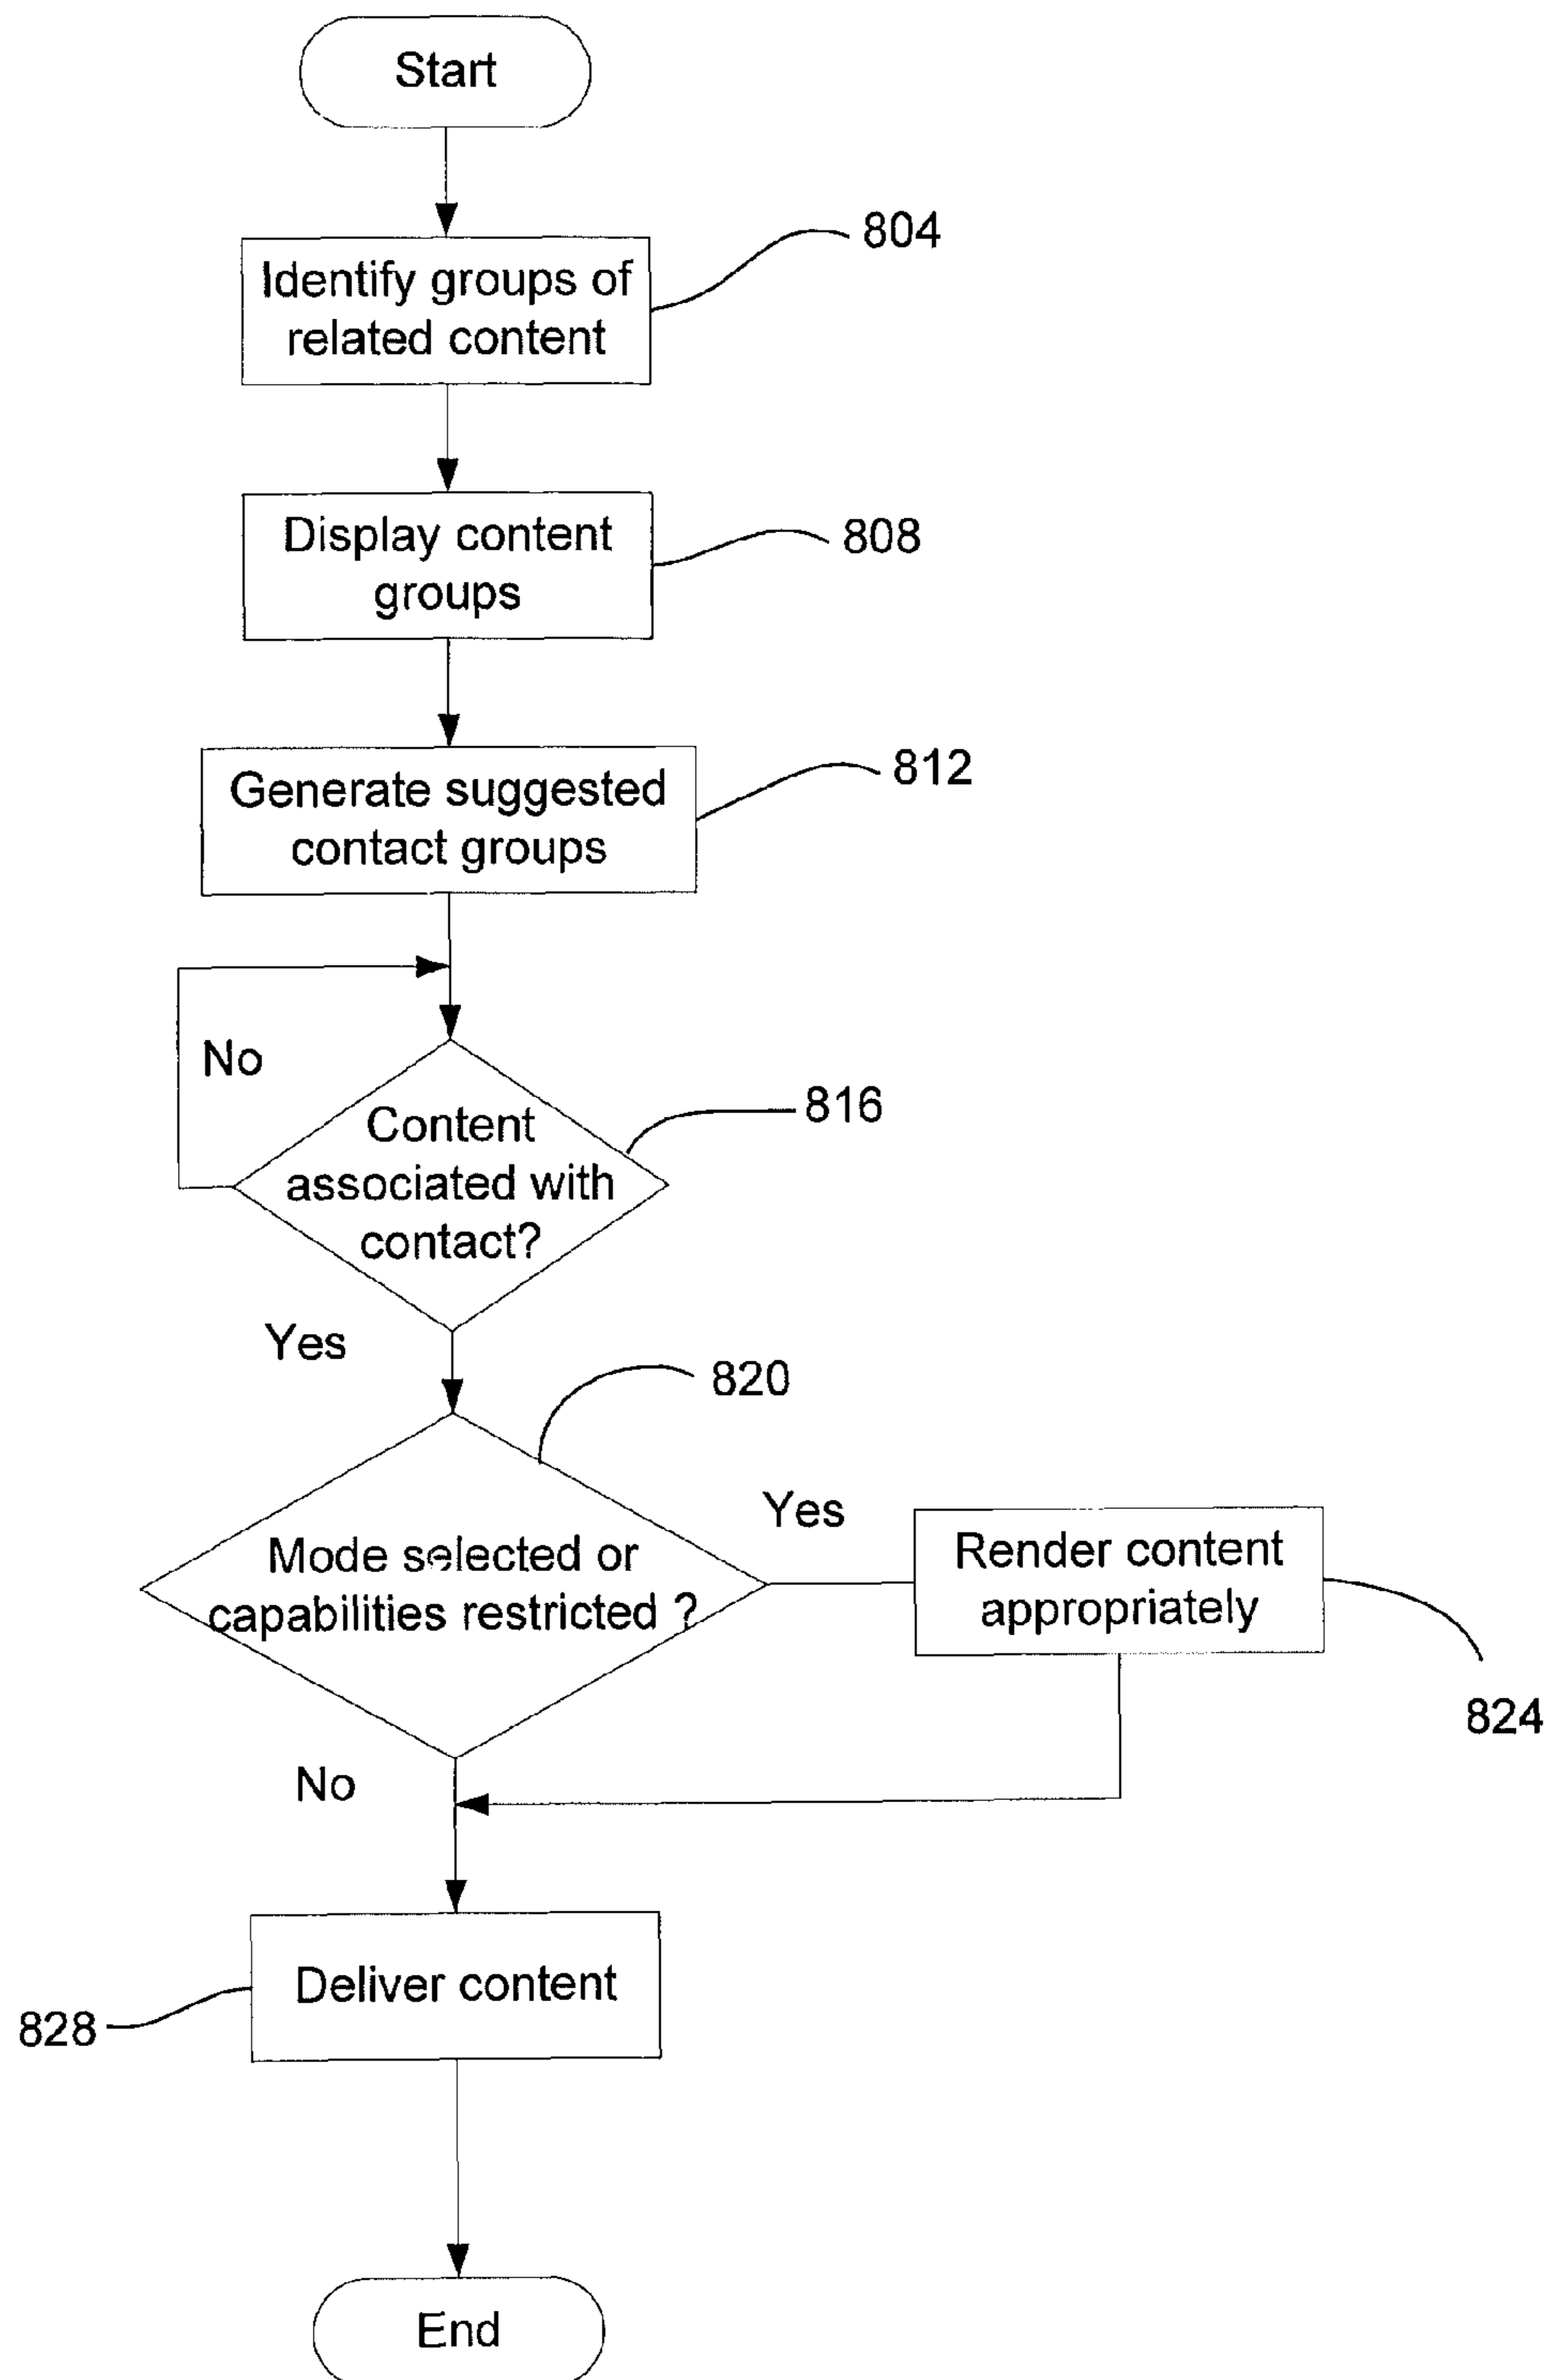 Start
804
Identify groups of
related content
Display content
groups
808
Generate suggested
contact groups
812
No
Content
associated with
contact?
816
Yes
820
Mode selected or
capabilities restricted ?
Yes
Render content
appropriately
824
No
Deliver content
828
End